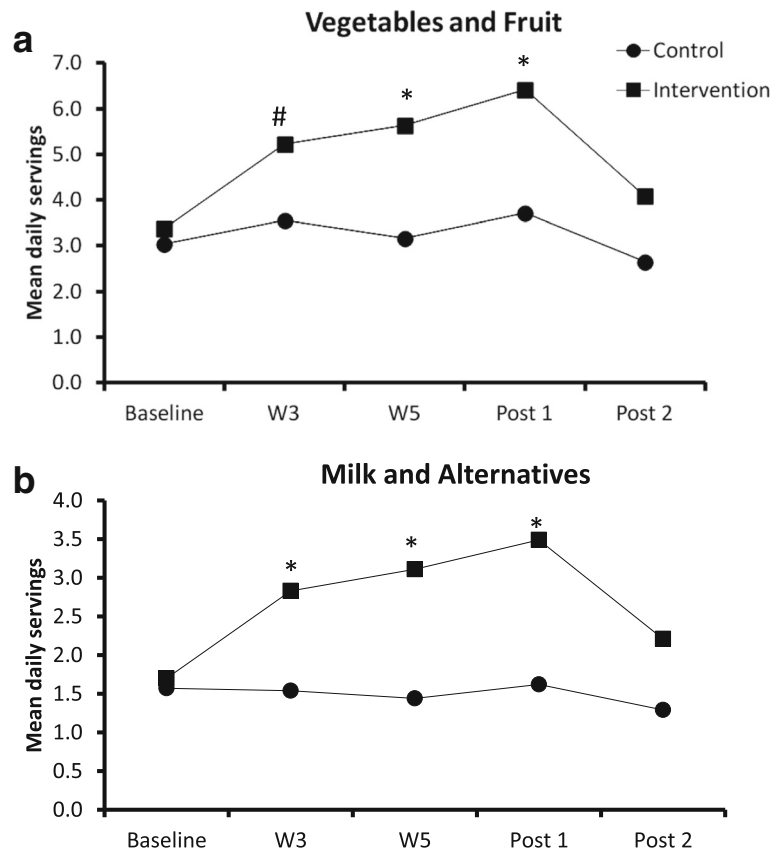 a
Vegetables and Fruit
Control
Intervention
Mean daily servings
7.0
6.0
5.0
4.0
3.0
2.0
1.0
0.0
#
*
*
Baseline W3 W5 Post 1 Post 2
b
Milk and Alternatives
Mean daily servings
4.0
3.5
3.0
2.5
2.0
1.5
1.0
0.5
0.0
*
*
*
Baseline W3 W5 Post 1 Post 2